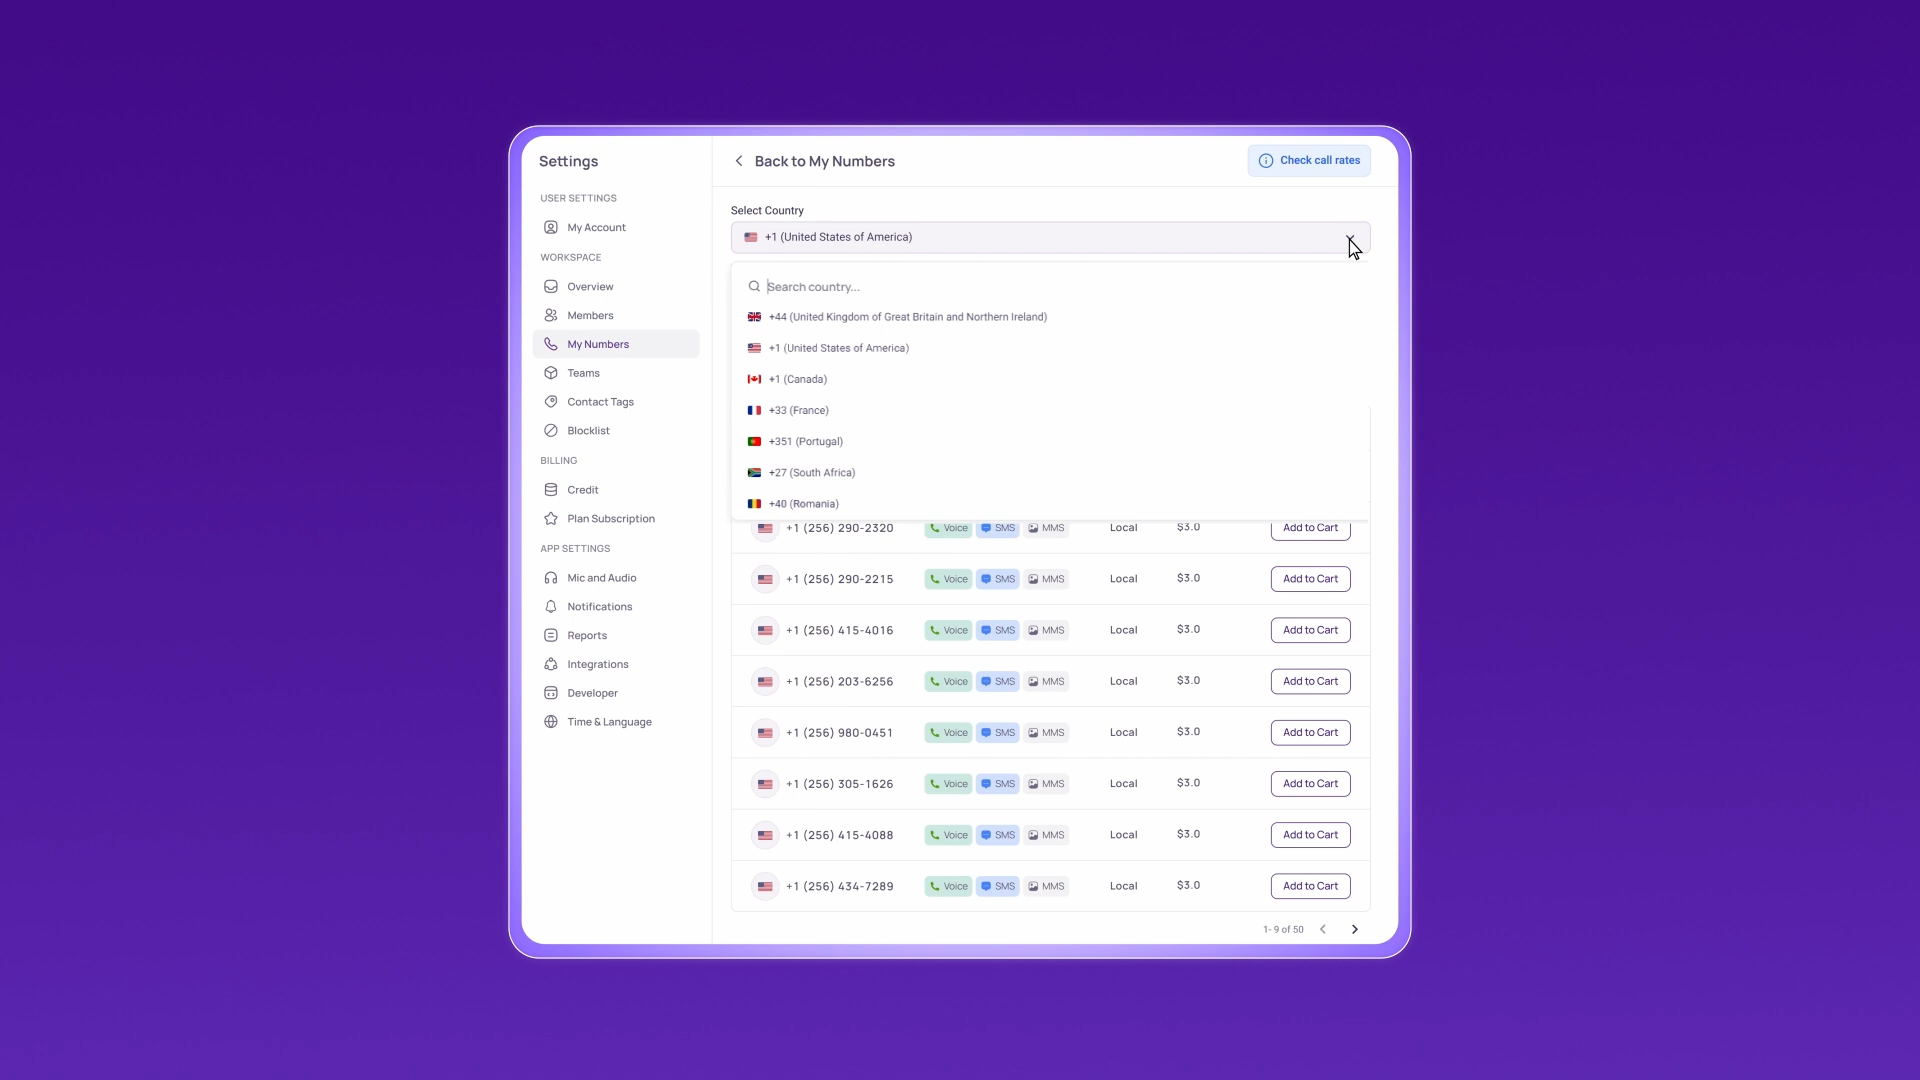 Settings
USER SETTINGS
My Account
WORKSPACE
Overview
Members
My Numbers
Teams
Contact Tags
Blocklist
BILLING
Credit
Plan Subscription
APP SETTINGS
Mic and Audio
Notifications
Reports
Integrations
Developer
Time & Language
Back to My Numbers
Check call rates
Select Country
+1 (United States of America)
Search country...
+44 (United Kingdom of Great Britain and Northern Ireland)
+1 (United States of America)
+1 (Canada)
+33 (France)
+351 (Portugal)
+27 (South Africa)
+40 (Romania)
+1 (256) 290-2320 Voice SMS MMS Local $3.0 Add to Cart
+1 (256) 290-2215 Voice SMS MMS Local $3.0 Add to Cart
+1 (256) 415-4016 Voice SMS MMS Local $3.0 Add to Cart
+1 (256) 203-6256 Voice SMS MMS Local $3.0 Add to Cart
+1 (256) 980-0451 Voice SMS MMS Local $3.0 Add to Cart
+1 (256) 305-1626 Voice SMS MMS Local $3.0 Add to Cart
+1 (256) 415-4088 Voice SMS MMS Local $3.0 Add to Cart
+1 (256) 434-7289 Voice SMS MMS Local $3.0 Add to Cart
1- 9 of 50